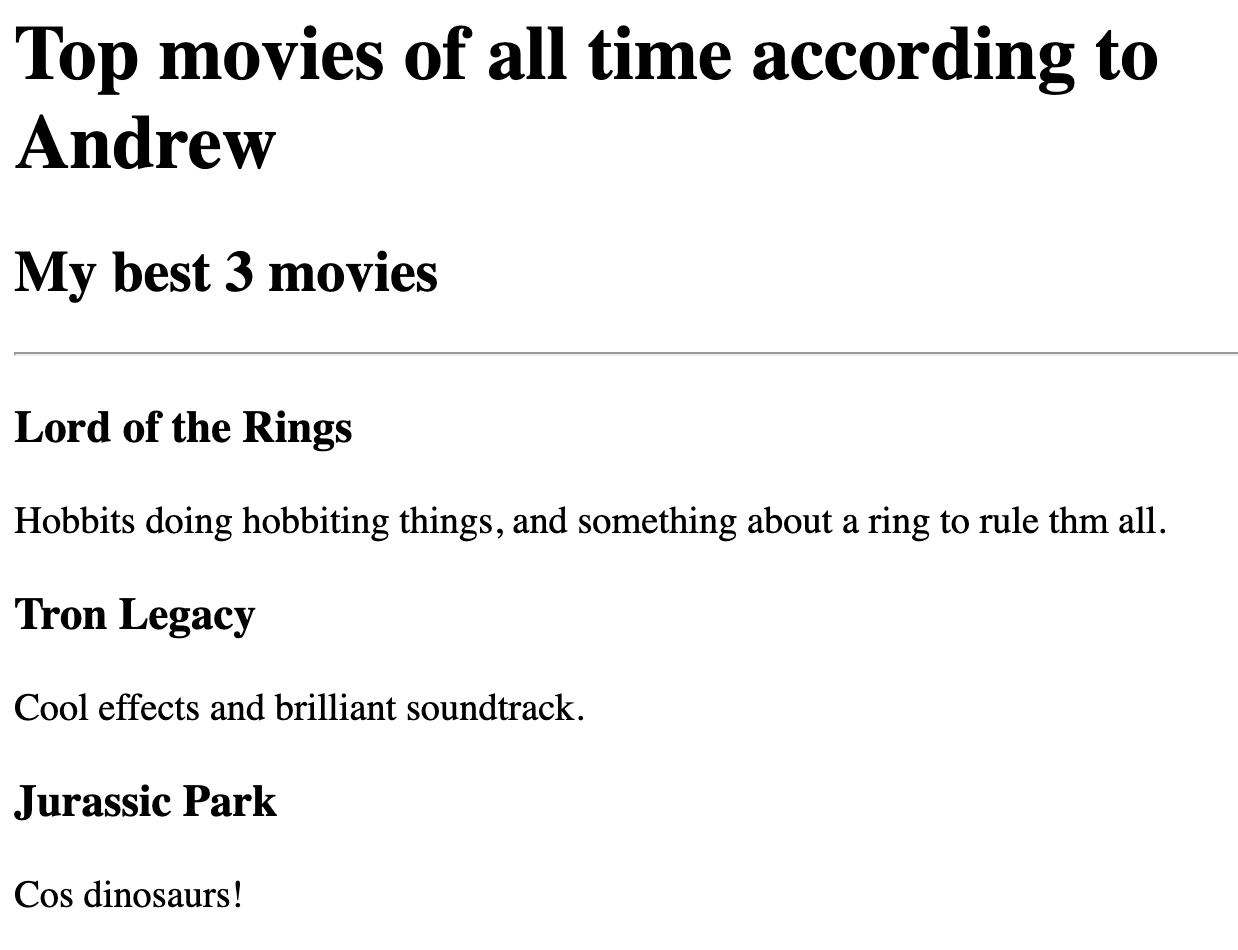 Top movies of all time according to
Andrew
My best 3 movies
Lord of the Rings
Hobbits doing hobbiting things, and something about a ring to rule thm all.
Tron Legacy
Cool effects and brilliant soundtrack.
Jurassic Park
Cos dinosaurs!